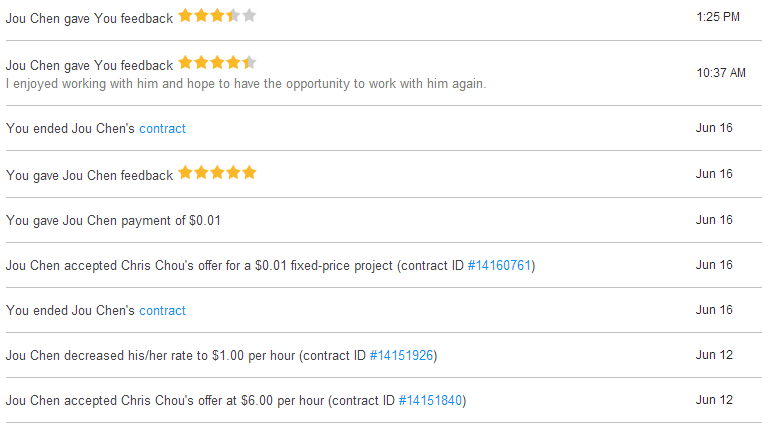 Jou Chen gave You feedback 1:25 PM
Jou Chen gave You feedback 10:37 AM
I enjoyed working with him and hope to have the opportunity to work with him again.
You ended Jou Chen's contract Jun 16
You gave Jou Chen feedback Jun 16
You gave Jou Chen payment of $0.01 Jun 16
Jou Chen accepted Chris Chou's offer for a $0.01 fixed-price project (contract ID #14160761) Jun 16
You ended Jou Chen's contract Jun 16
Jou Chen decreased his/her rate to $1.00 per hour (contract ID #14151926) Jun 12
Jou Chen accepted Chris Chou's offer at $6.00 per hour (contract ID #14151840) Jun 12